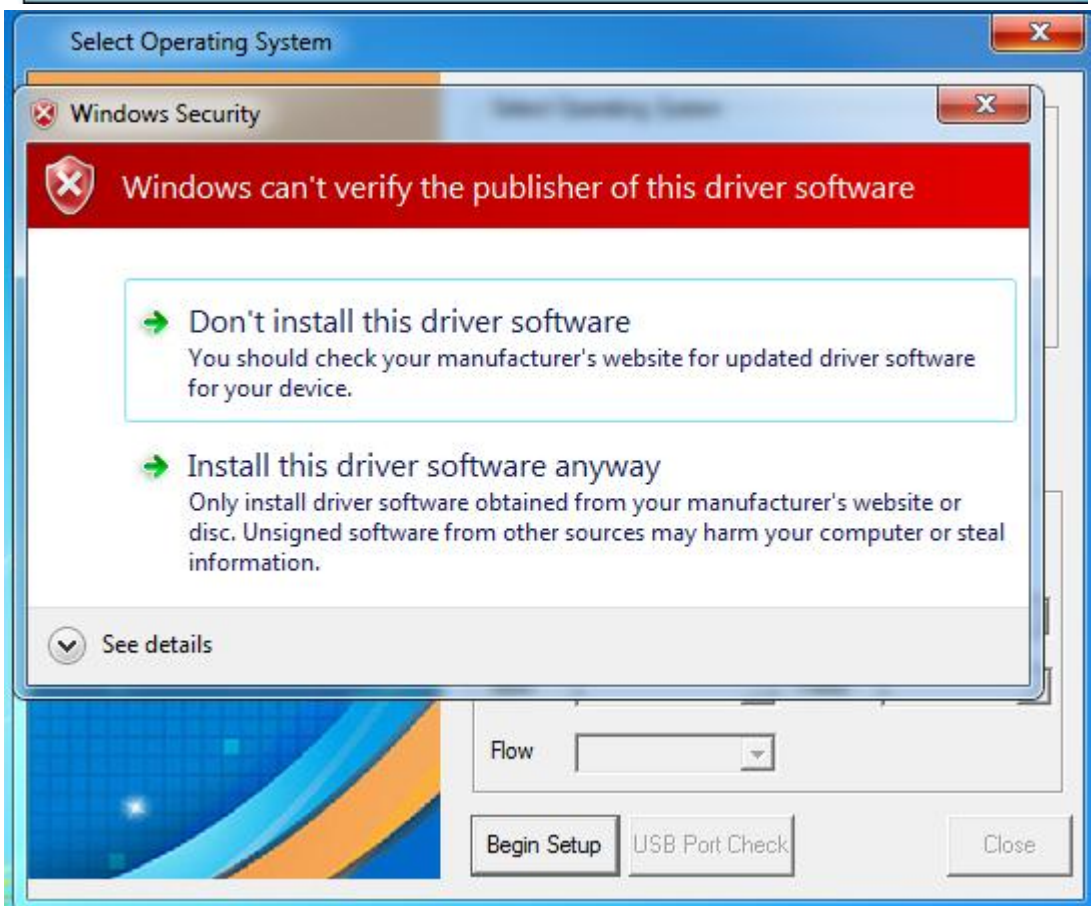 Select Operating System
Windows Security
Windows can't verify the publisher of this driver software
Don't install this driver software
You should check your manufacturer's website for updated driver software
for your device.
Install this driver software anyway
Only install driver software obtained from your manufacturer's website or
disc. Unsigned software from other sources may harm your computer or steal
information.
See details
Flow
Begin Setup
USB Port Check
Close